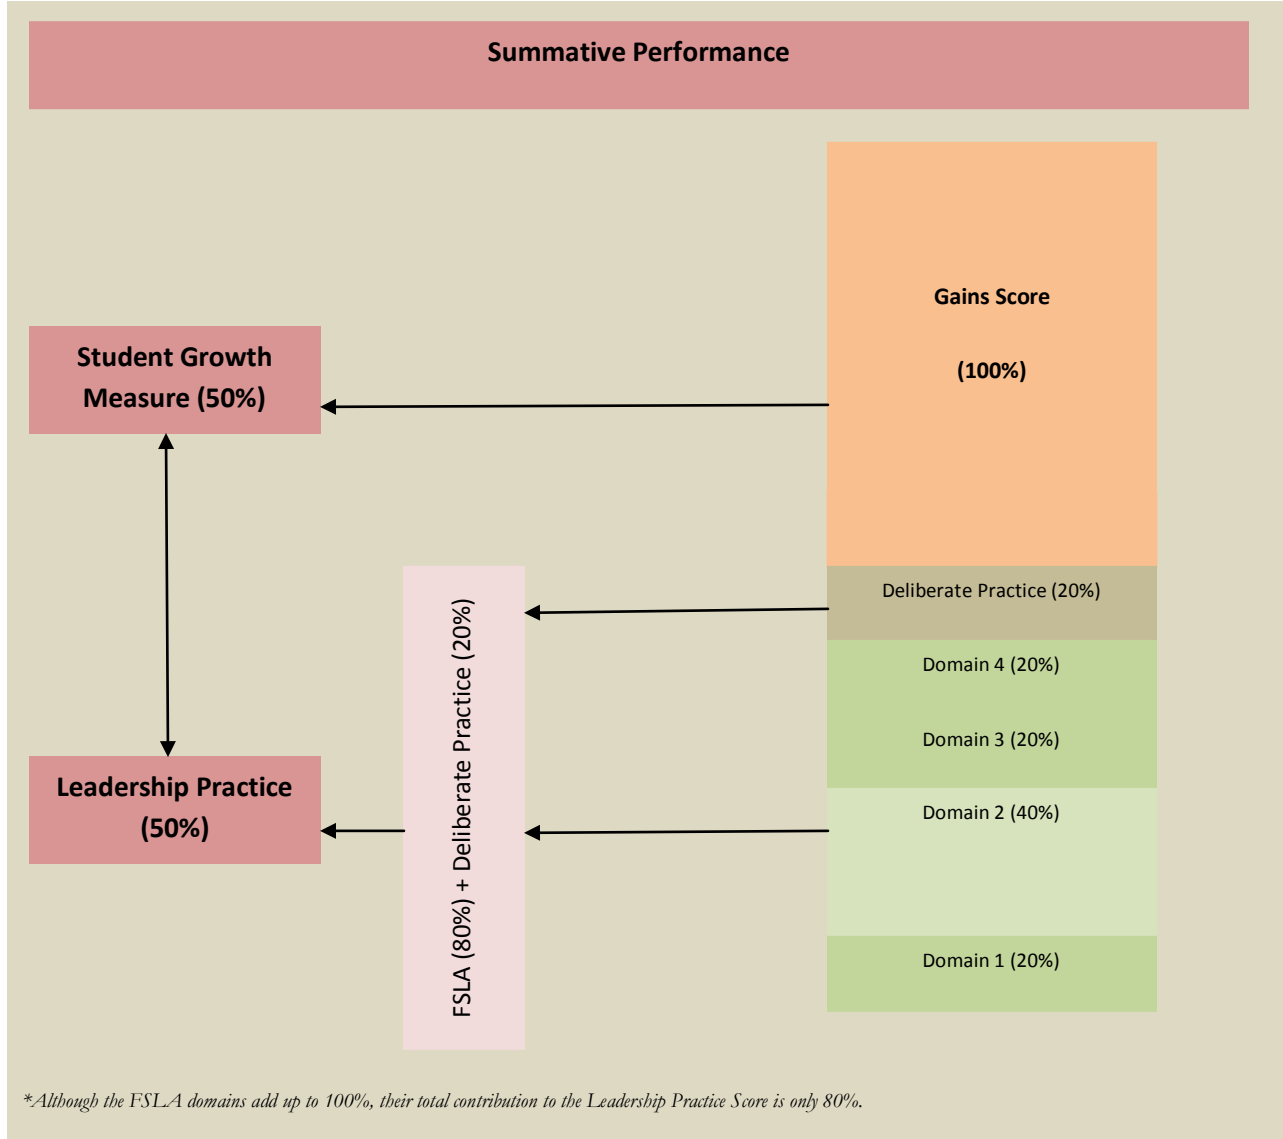 Summative Performance
Gains Score
(100%)
Student Growth
Measure (50%)
Deliberate Practice (20%)
Domain 4 (20%)
Domain 3 (20%)
Domain 2 (40%)
Domain 1 (20%)
FSLA (80%) + Deliberate Practice (20%)
Leadership Practice
(50%)
*Although the FSLA domains add up to 100%, their total contribution to the Leadership Practice Score is only 80%.